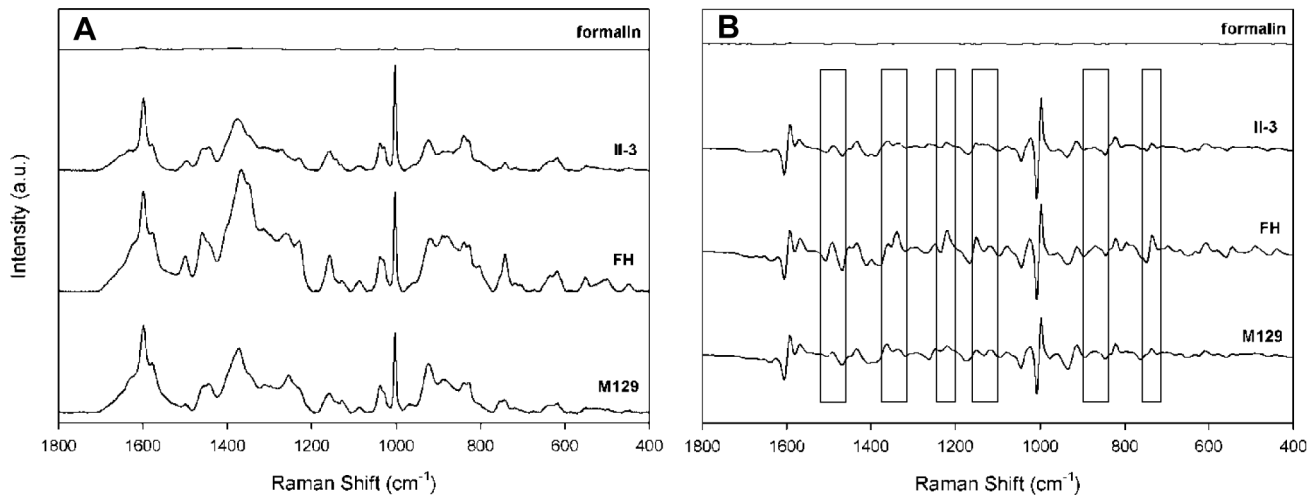 A
formalin
II-3
FH
M129
Intensity (a.u.)
1800 1600 1400 1200 1000 800 600 400
Raman Shift (cm⁻¹)
B
formalin
II-3
FH
M129
1800 1600 1400 1200 1000 800 600 400
Raman Shift (cm⁻¹)